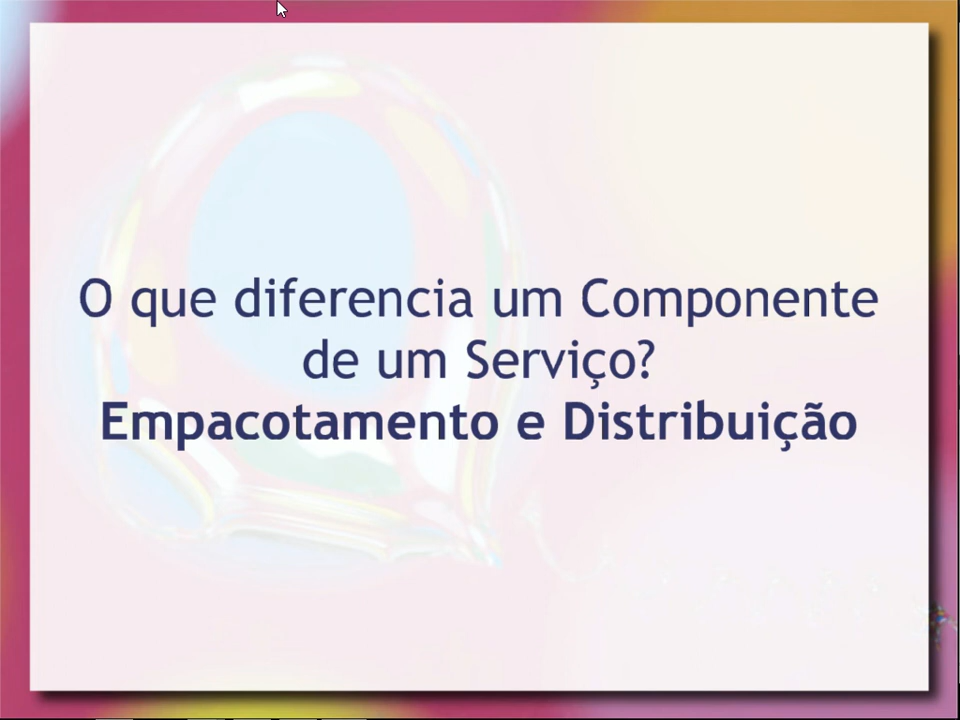 O que diferencia um Componente
de um Serviço?
Empacotamento e Distribuição